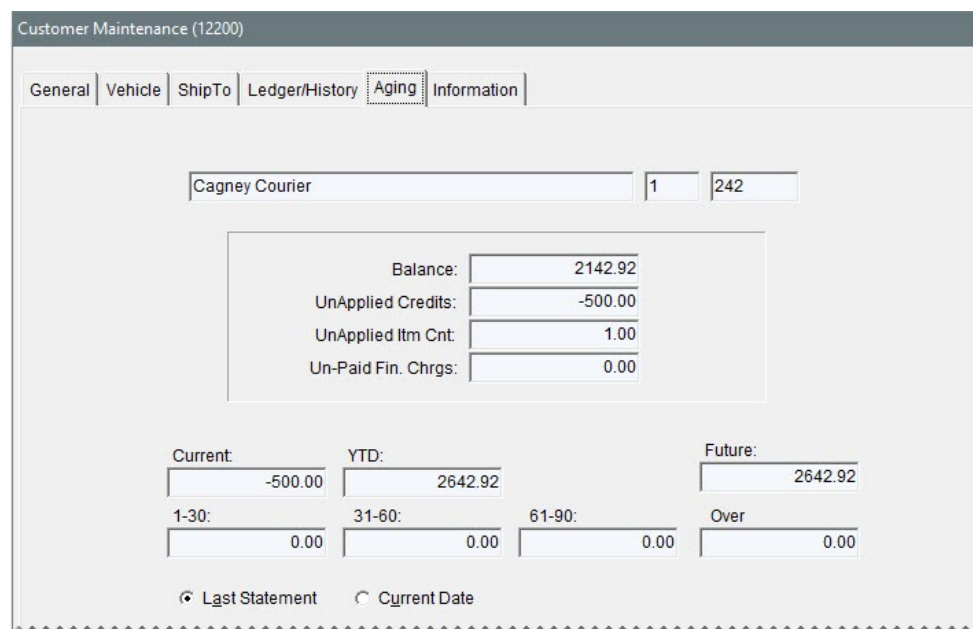 Customer Maintenance (12200)
General Vehicle ShipTo Ledger/History Aging Information
Cagney Courier 1 242
Balance: 2142.92
UnApplied Credits: -500.00
UnApplied Itm Cnt: 1.00
Un-Paid Fin. Chrgs: 0.00
Current: YTD: Future:
-500.00 2642.92 2642.92
1-30: 31-60: 61-90: Over
0.00 0.00 0.00 0.00
Last Statement Current Date